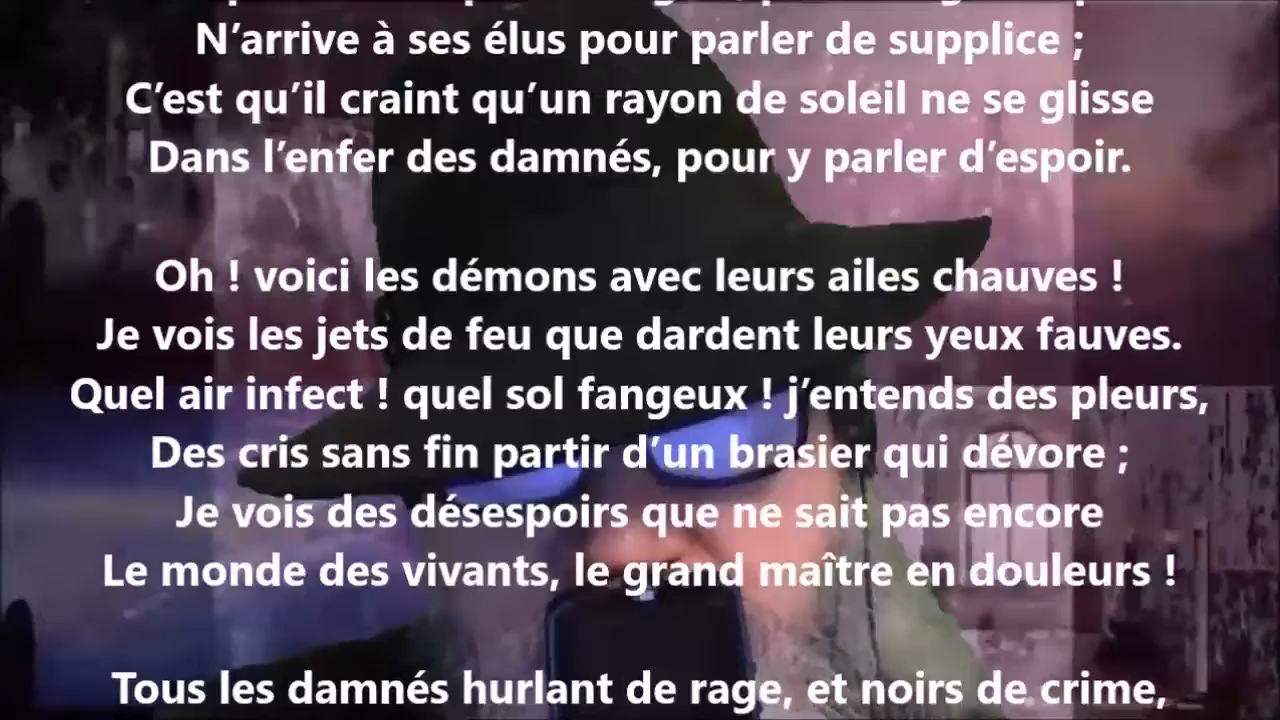 N’arrive à ses élus pour parler de supplice ;
C’est qu’il craint qu’un rayon de soleil ne se glisse
Dans l’enfer des damnés, pour y parler d’espoir.
Oh ! voici les démons avec leurs ailes chauves !
Je vois les jets de feu que dardent leurs yeux fauves.
Quel air infect ! quel sol fangeux ! j’entends des pleurs,
Des cris sans fin partir d’un brasier qui dévore ;
Je vois des désespoirs que ne sait pas encore
Le monde des vivants, le grand maître en douleurs !
Tous les damnés hurlant de rage, et noirs de crime,